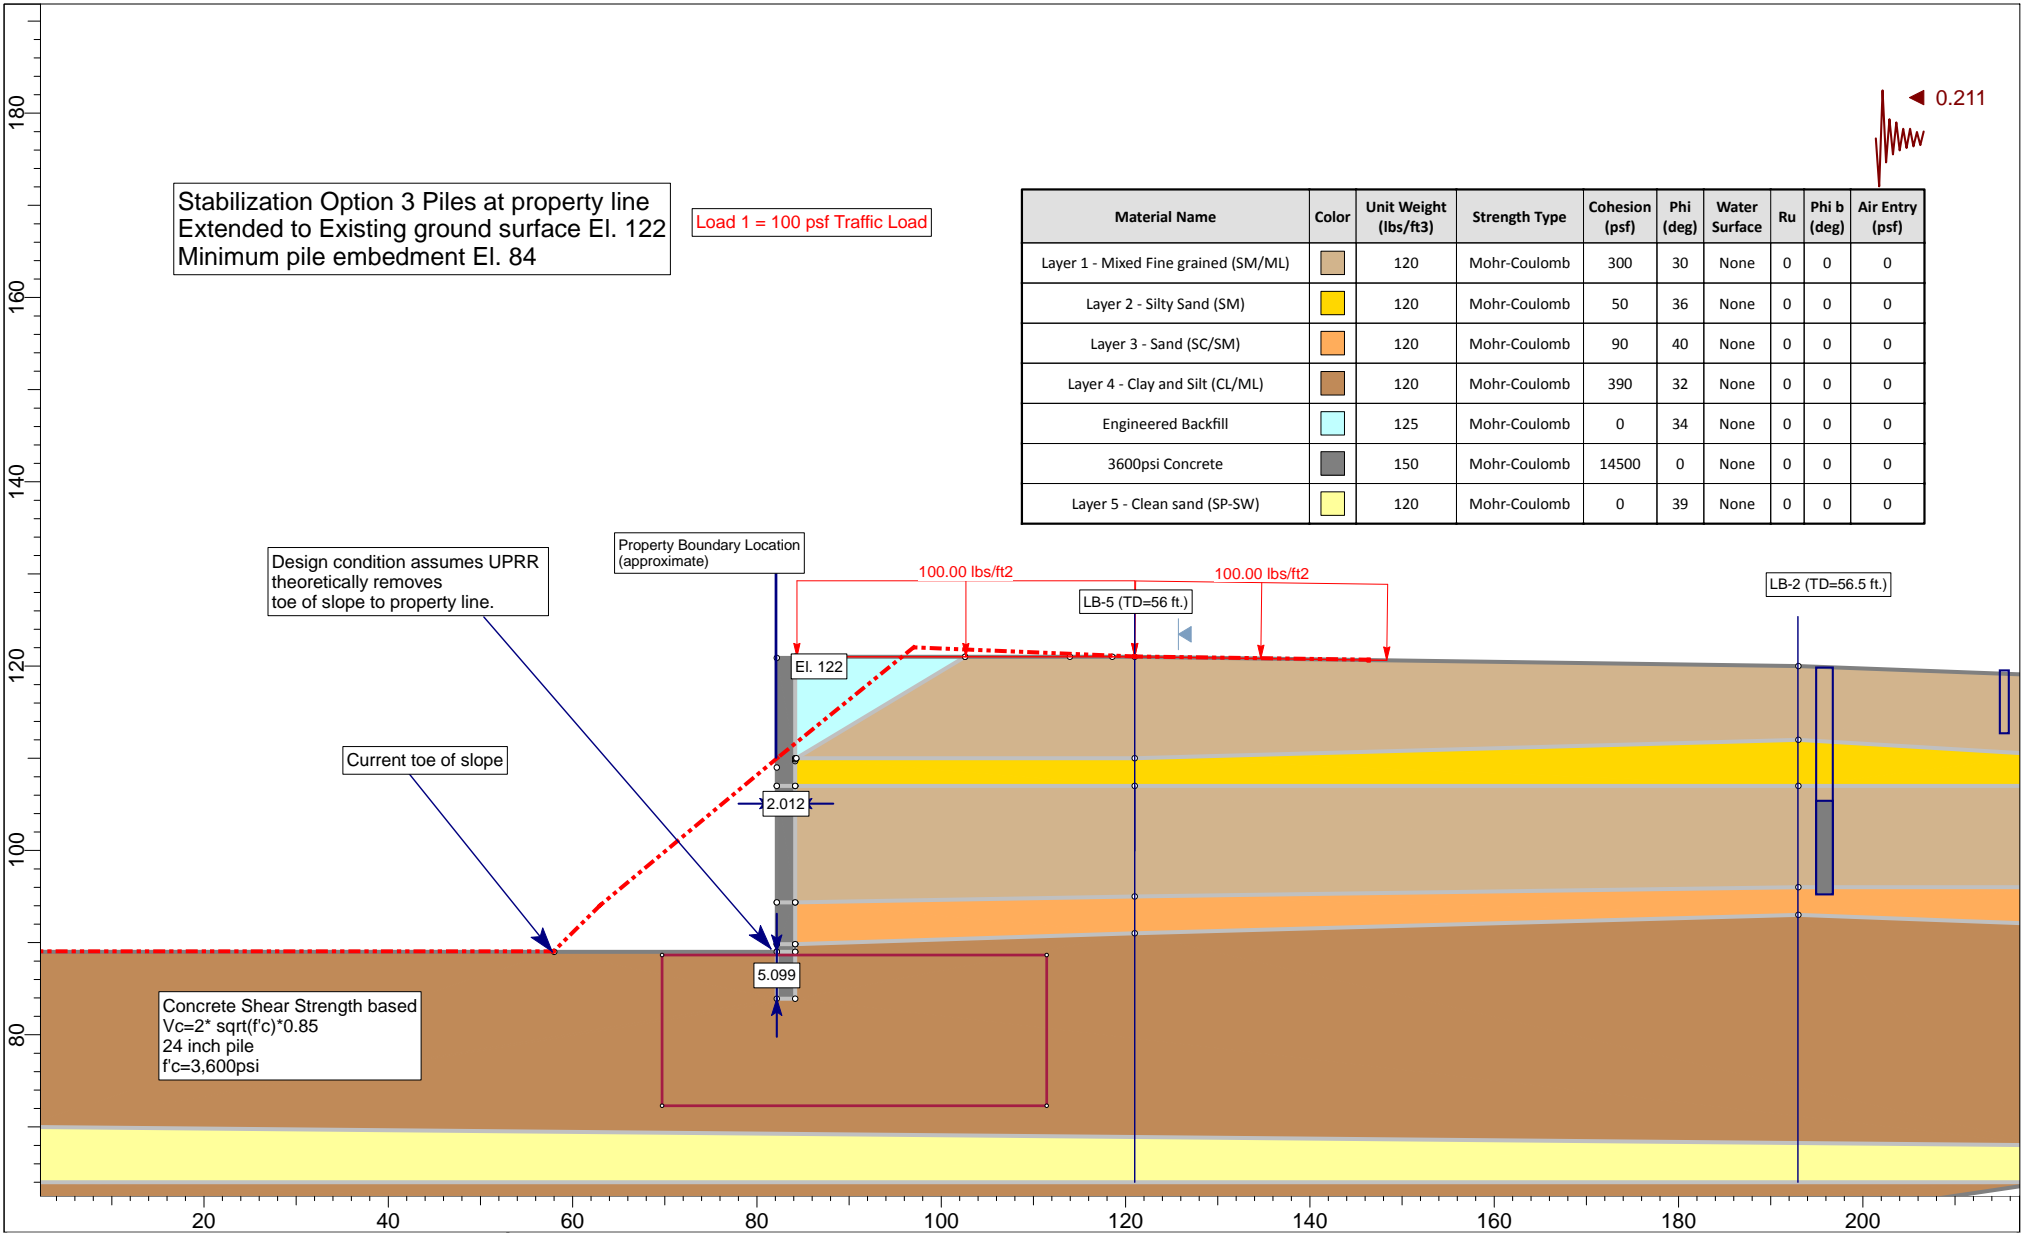 0.211
Stabilization Option 3 Piles at property line
Extended to Existing ground surface El. 122
Minimum pile embedment El. 84
Load 1 = 100 psf Traffic Load
Material Name Color Unit Weight (lbs/ft3) Strength Type Cohesion (psf) Phi (deg) Water Surface Ru Phi b (deg) Air Entry (psf)
Layer 1 - Mixed Fine grained (SM/ML) 120 Mohr-Coulomb 300 30 None 0 0 0
Layer 2 - Silty Sand (SM) 120 Mohr-Coulomb 50 36 None 0 0 0
Layer 3 - Sand (SC/SM) 120 Mohr-Coulomb 90 40 None 0 0 0
Layer 4 - Clay and Silt (CL/ML) 120 Mohr-Coulomb 390 32 None 0 0 0
Engineered Backfill 125 Mohr-Coulomb 0 34 None 0 0 0
3600psi Concrete 150 Mohr-Coulomb 14500 0 None 0 0 0
Layer 5 - Clean sand (SP-SW) 120 Mohr-Coulomb 0 39 None 0 0 0
Property Boundary Location
(approximate)
Design condition assumes UPRR
theoretically removes
toe of slope to property line.
100.00 lbs/ft2
100.00 lbs/ft2
LB-5 (TD=56 ft.)
LB-2 (TD=56.5 ft.)
El. 122
Current toe of slope
2.012
5.099
Concrete Shear Strength based
Vc=2* sqrt(f'c)*0.85
24 inch pile
f'c=3,600psi
180
160
140
120
100
80
20 40 60 80 100 120 140 160 180 200